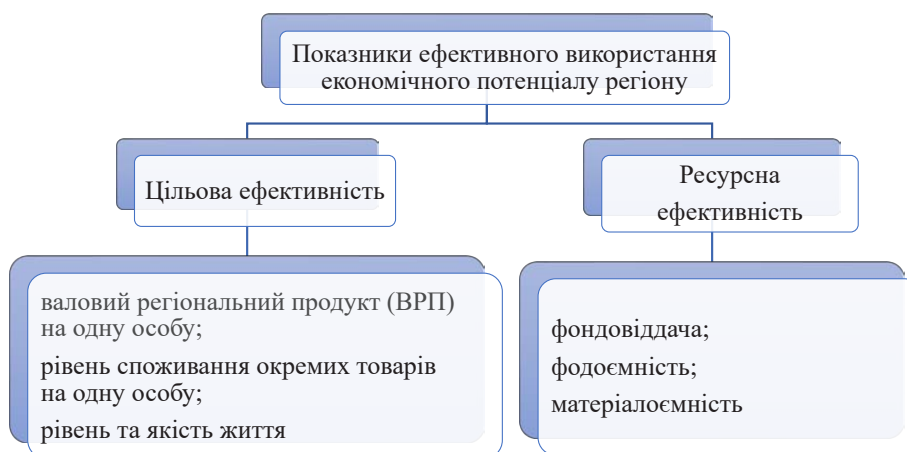 Показники ефективного використання
економічного потенціалу регіону
Цільова ефективність
Ресурсна
ефективність
валовий регіональний продукт (ВРП)
на одну особу;
рівень споживання окремих товарів
на одну особу;
рівень та якість життя
фондовіддача;
фодоємність;
матеріалоємність